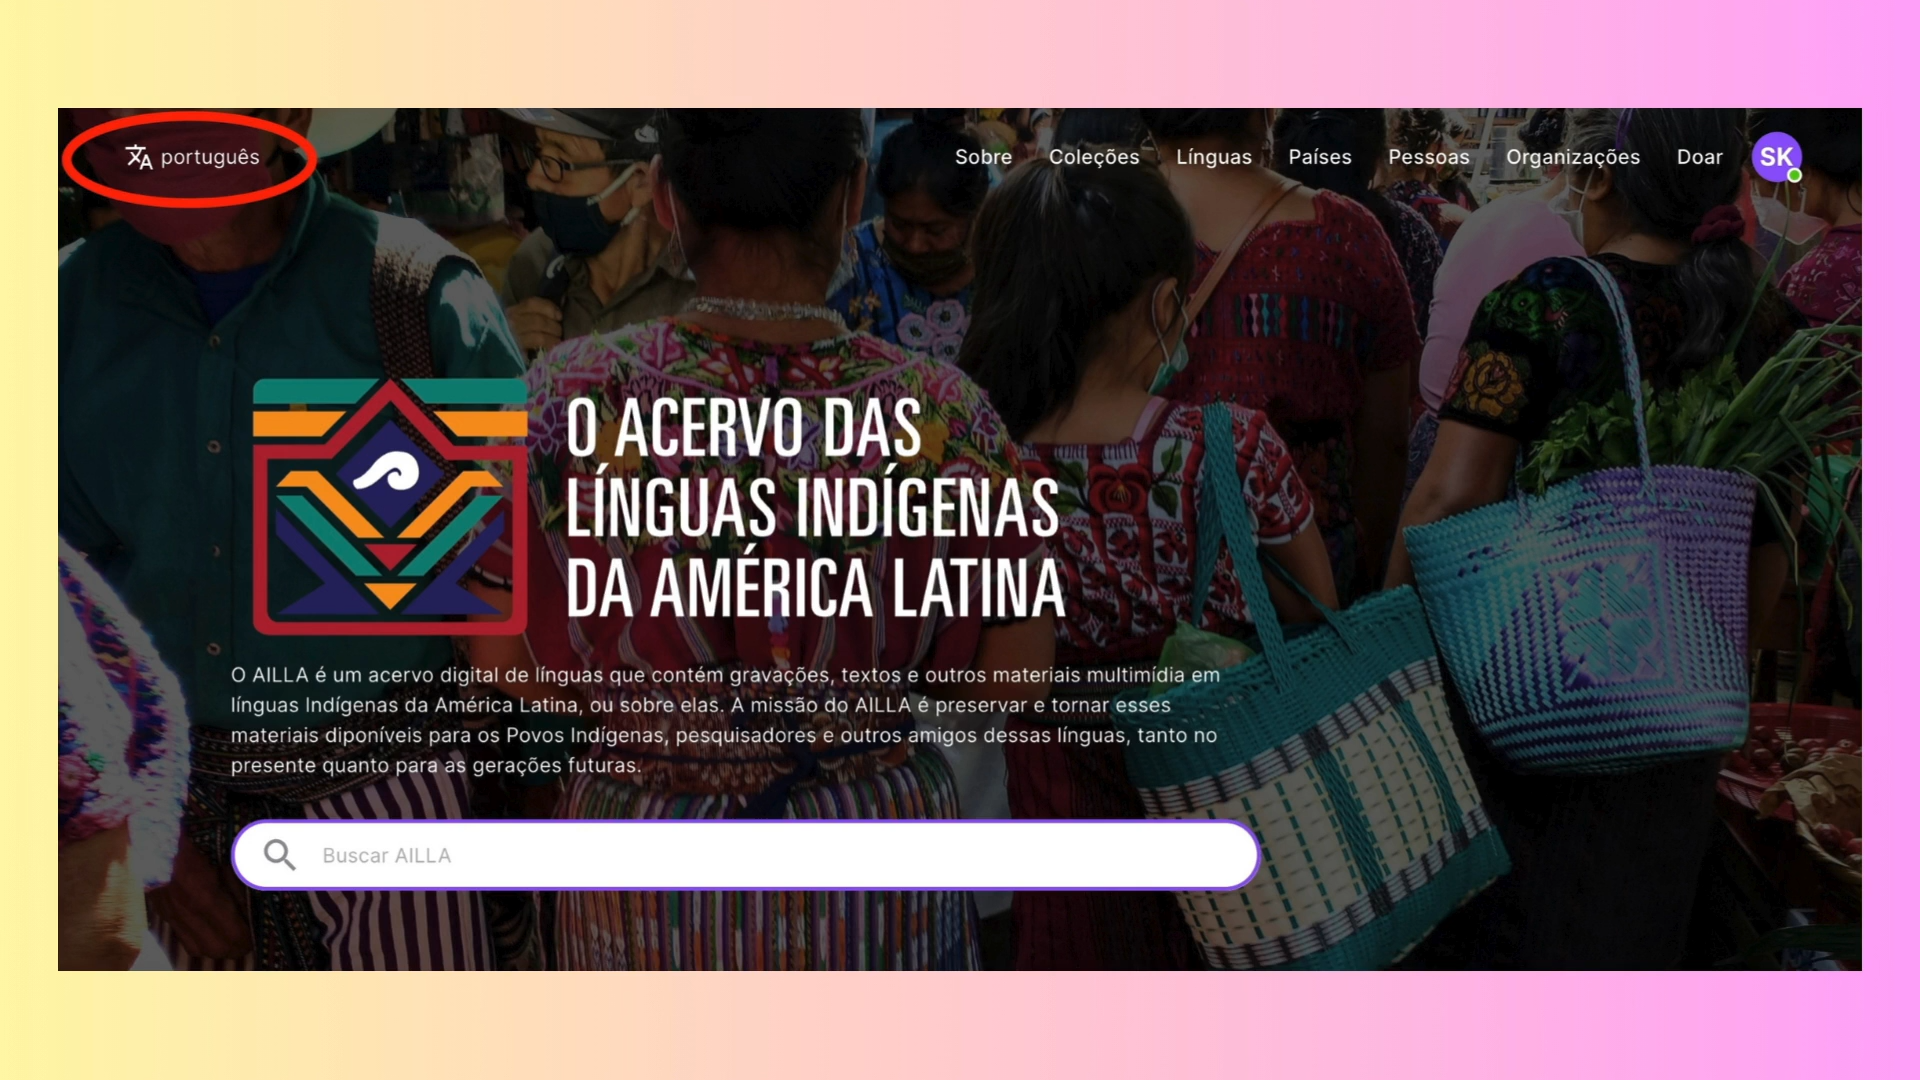 português
Sobre Coleções Línguas Países Pessoas Organizações Doar SK
O ACERVO DAS
LÍNGUAS INDÍGENAS
DA AMÉRICA LATINA
O AILLA é um acervo digital de línguas que contém gravações, textos e outros materiais multimídia em
línguas Indígenas da América Latina, ou sobre elas. A missão do AILLA é preservar e tornar esses
materiais diponíveis para os Povos Indígenas, pesquisadores e outros amigos dessas línguas, tanto no
presente quanto para as gerações futuras.
Buscar AILLA